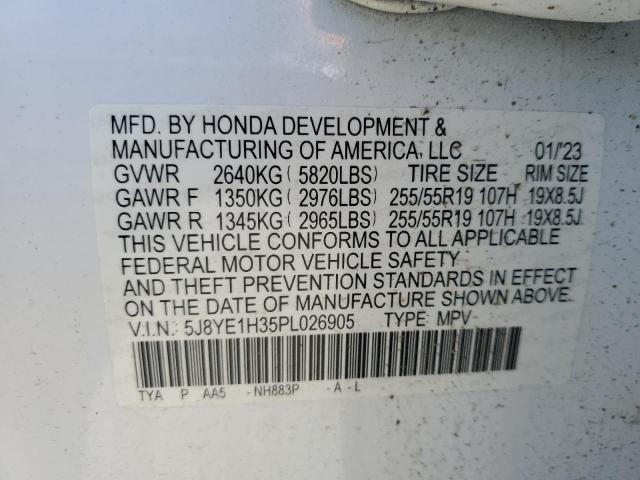 MFD. BY HONDA DEVELOPMENT &
MANUFACTURING OF AMERICA, LLC 01/'23
GVWR 2640KG ( 5820LBS) TIRE SIZE RIM SIZE
GAWR F 1350KG ( 2976LBS) 255/55R19 107H 19X8.5J
GAWR R 1345KG ( 2965LBS) 255/55R19 107H 19X8.5J
THIS VEHICLE CONFORMS TO ALL APPLICABLE
FEDERAL MOTOR VEHICLE SAFETY
AND THEFT PREVENTION STANDARDS IN EFFECT
ON THE DATE OF MANUFACTURE SHOWN ABOVE.
V.I.N.: 5J8YE1H35PL026905 TYPE: MPV
TYA P AA5 -NH883P -A-L